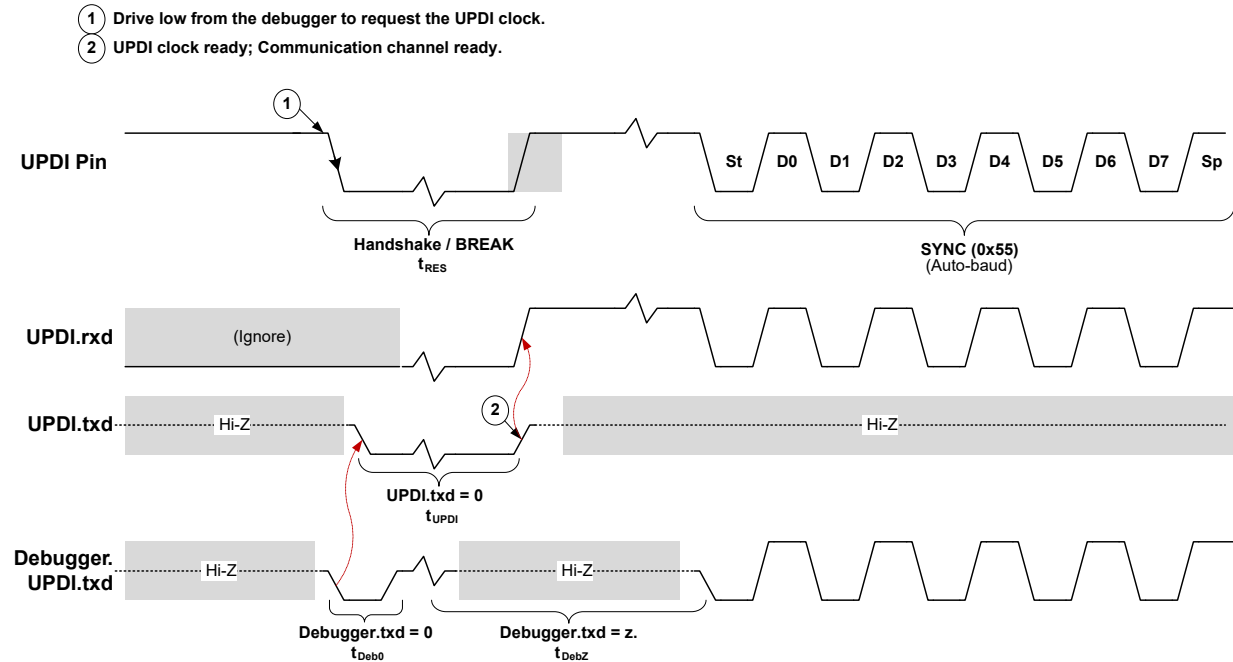 1 Drive low from the debugger to request the UPDI clock.
2 UPDI clock ready; Communication channel ready.
1
UPDI Pin
St D0 D1 D2 D3 D4 D5 D6 D7 Sp
Handshake / BREAK
tRES
SYNC (0x55)
(Auto-baud)
UPDI.rxd
(Ignore)
UPDI.txd
Hi-Z
2
Hi-Z
UPDI.txd = 0
tUPDI
Debugger.
UPDI.txd
Hi-Z
Hi-Z
Debugger.txd = 0
tDeb0
Debugger.txd = z.
tDebZ